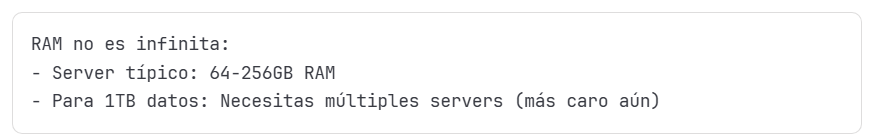 RAM no es infinita:
- Server típico: 64-256GB RAM
- Para 1TB datos: Necesitas múltiples servers (más caro aún)